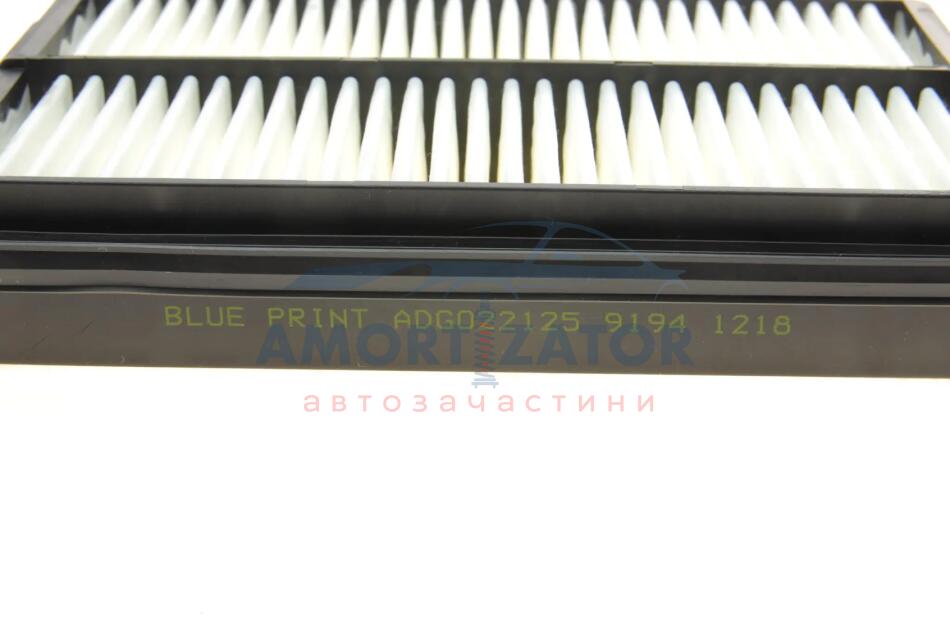 BLUE PRINT ADG022125 9194 1218
AMORTIZATOR
автозачастини